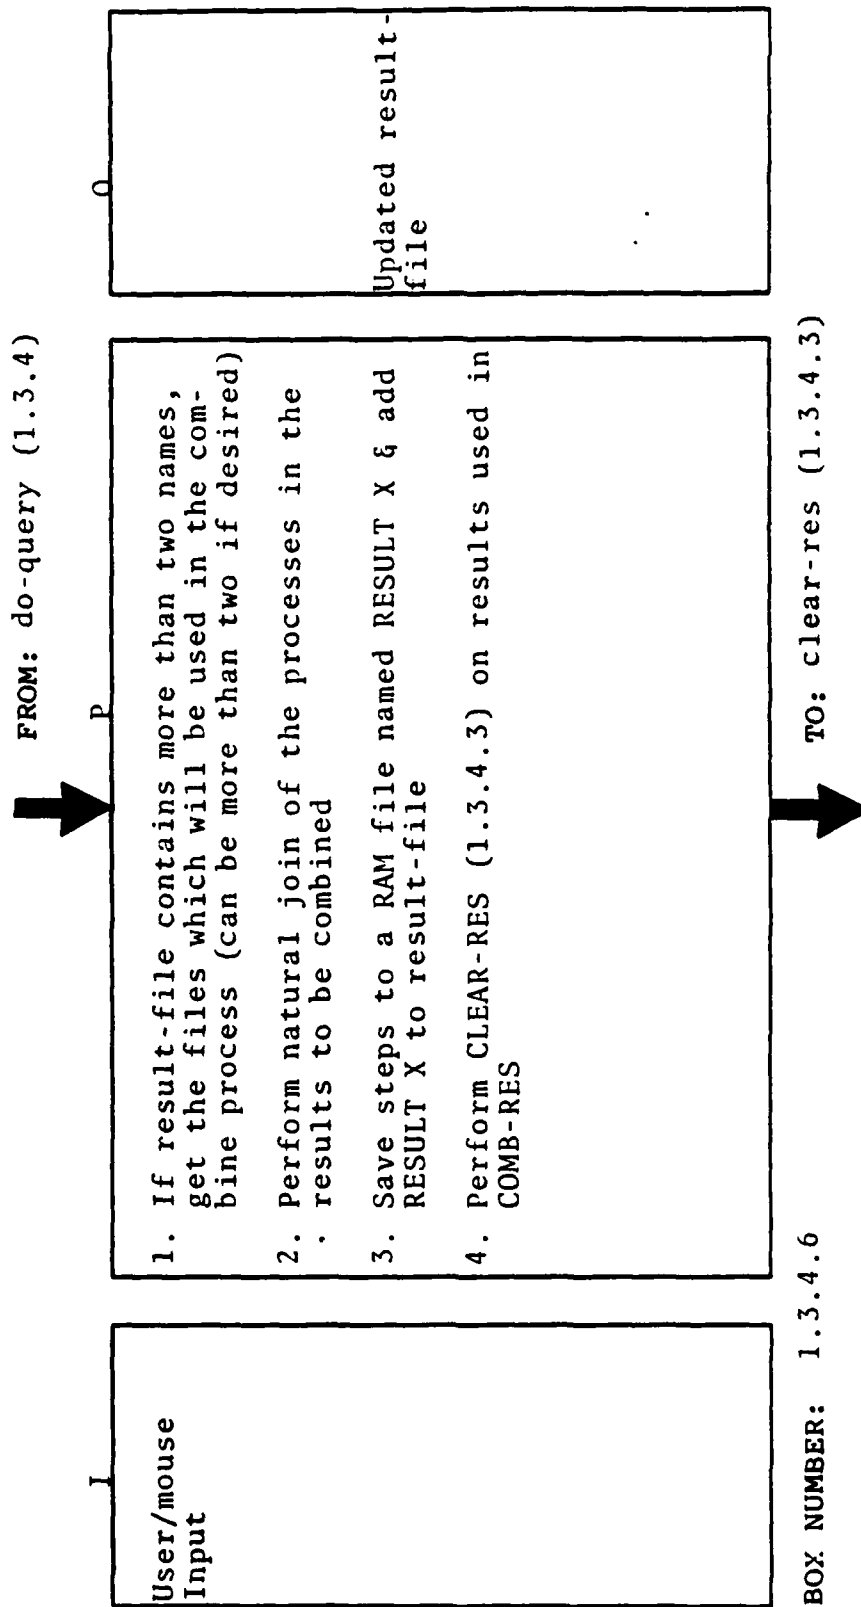 FROM: do-query (1.3.4)
I
User/mouse
Input
P
1. If result-file contains more than two names,
get the files which will be used in the com-
bine process (can be more than two if desired)
2. Perform natural join of the processes in the
. results to be combined
3. Save steps to a RAM file named RESULT X & add
RESULT X to result-file
4. Perform CLEAR-RES (1.3.4.3) on results used in
COMB-RES
O
Updated result-
file
BOX NUMBER: 1.3.4.6
TO: clear-res (1.3.4.3)